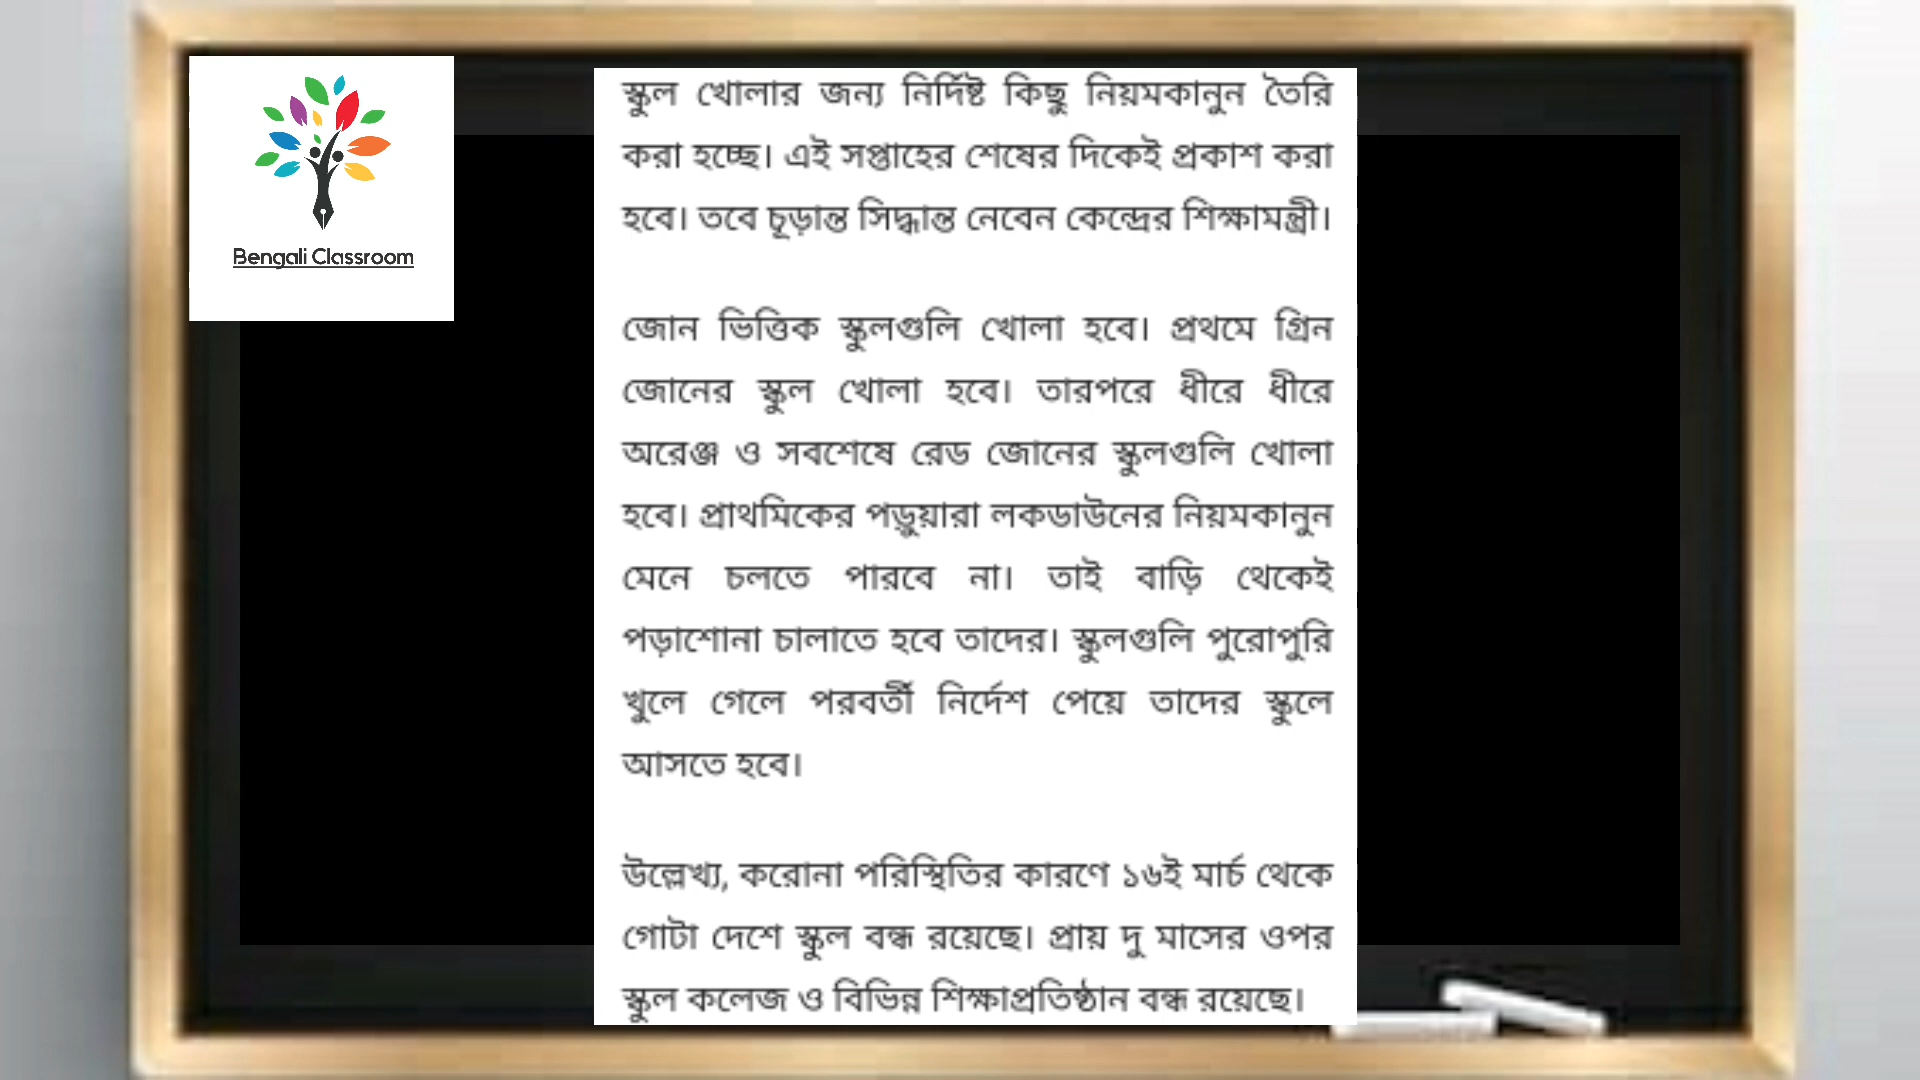 Bengali Classroom
স্কুল খোলার জন্য নির্দিষ্ট কিছু নিয়মকানুন তৈরি
করা হচ্ছে। এই সপ্তাহের শেষের দিকেই প্রকাশ করা
হবে। তবে চূড়ান্ত সিদ্ধান্ত নেবেন কেন্দ্রের শিক্ষামন্ত্রী।
জোন ভিত্তিক স্কুলগুলি খোলা হবে। প্রথমে গ্রিন
জোনের স্কুল খোলা হবে। তারপরে ধীরে ধীরে
অরেঞ্জ ও সবশেষে রেড জোনের স্কুলগুলি খোলা
হবে। প্রাথমিকের পড়ুয়ারা লকডাউনের নিয়মকানুন
মেনে চলতে পারবে না। তাই বাড়ি থেকেই
পড়াশোনা চালাতে হবে তাদের। স্কুলগুলি পুরোপুরি
খুলে গেলে পরবর্তী নির্দেশ পেয়ে তাদের স্কুলে
আসতে হবে।
উল্লেখ্য, করোনা পরিস্থিতির কারণে ১৬ই মার্চ থেকে
গোটা দেশে স্কুল বন্ধ রয়েছে। প্রায় দু মাসের ওপর
স্কুল কলেজ ও বিভিন্ন শিক্ষাপ্রতিষ্ঠান বন্ধ রয়েছে।